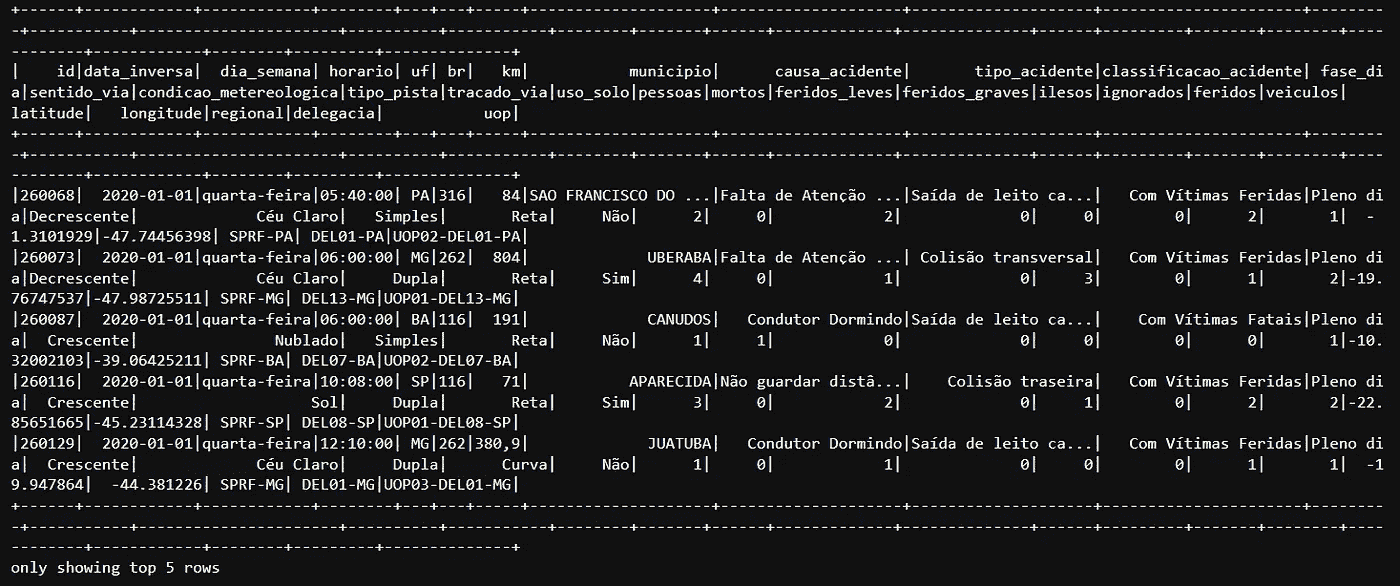 +------+------------+------------+--------+---+---+-----+--------------------+--------------------+--------------------+----------------------+--------
-+-----------+---------------------+----------+----------+--------+-------+------+-------------+--------------+------+---------+-------+--------+----
--------+------------+--------+---------+--------------+
|    id|data_inversa|  dia_semana| horario| uf| br|   km|           municipio|      causa_acidente|       tipo_acidente|classificacao_acidente| fase_di
a|sentido_via|condicao_metereologica|tipo_pista|tracado_via|uso_solo|pessoas|mortos|feridos_leves|feridos_graves|ilesos|ignorados|feridos|veiculos|
latitude|   longitude|regional|delegacia|           uop|
+------+------------+------------+--------+---+---+-----+--------------------+--------------------+--------------------+----------------------+--------
-+-----------+---------------------+----------+----------+--------+-------+------+-------------+--------------+------+---------+-------+--------+----
--------+------------+--------+---------+--------------+
|260068|  2020-01-01|quarta-feira|05:40:00| PA|316|   84|SAO FRANCISCO DO ...|Falta de Atenção ...|Saída de leito ca...|   Com Vítimas Feridas|Pleno di
a|Decrescente|             Céu Claro|   Simples|       Reta|     Não|      2|     0|            2|             0|     0|        0|      2|       1|  -
1.3101929|-47.74456398| SPRF-PA| DEL01-PA|UOP02-DEL01-PA|
|260073|  2020-01-01|quarta-feira|06:00:00| MG|262|  804|             UBERABA|Falta de Atenção ...| Colisão transversal|   Com Vítimas Feridas|Pleno di
a|Decrescente|             Céu Claro|     Dupla|       Reta|     Sim|      4|     0|            1|             0|     3|        0|      1|       2|-19.
76747537|-47.98725511| SPRF-MG| DEL13-MG|UOP01-DEL13-MG|
|260087|  2020-01-01|quarta-feira|06:00:00| BA|116|  191|             CANUDOS|   Condutor Dormindo|Saída de leito ca...|    Com Vítimas Fatais|Pleno di
a|  Crescente|               Nublado|   Simples|       Reta|     Não|      1|     1|            0|             0|     0|        0|      0|       1|-10.
32002103|-39.06425211| SPRF-BA| DEL07-BA|UOP02-DEL07-BA|
|260116|  2020-01-01|quarta-feira|10:08:00| SP|116|   71|           APARECIDA|Não guardar distâ...|    Colisão traseira|   Com Vítimas Feridas|Pleno di
a|  Crescente|                   Sol|     Dupla|       Reta|     Sim|      3|     0|            2|             0|     1|        0|      2|       2|-22.
85651665|-45.23114328| SPRF-SP| DEL08-SP|UOP01-DEL08-SP|
|260129|  2020-01-01|quarta-feira|12:10:00| MG|262|380,9|             JUATUBA|   Condutor Dormindo|Saída de leito ca...|   Com Vítimas Feridas|Pleno di
a|  Crescente|             Céu Claro|     Dupla|      Curva|     Não|      1|     0|            1|             0|     0|        0|      1|       1|  -1
9.947864|  -44.381226| SPRF-MG| DEL01-MG|UOP03-DEL01-MG|
+------+------------+------------+--------+---+---+-----+--------------------+--------------------+--------------------+----------------------+--------
-+-----------+---------------------+----------+----------+--------+-------+------+-------------+--------------+------+---------+-------+--------+----
--------+------------+--------+---------+--------------+
only showing top 5 rows